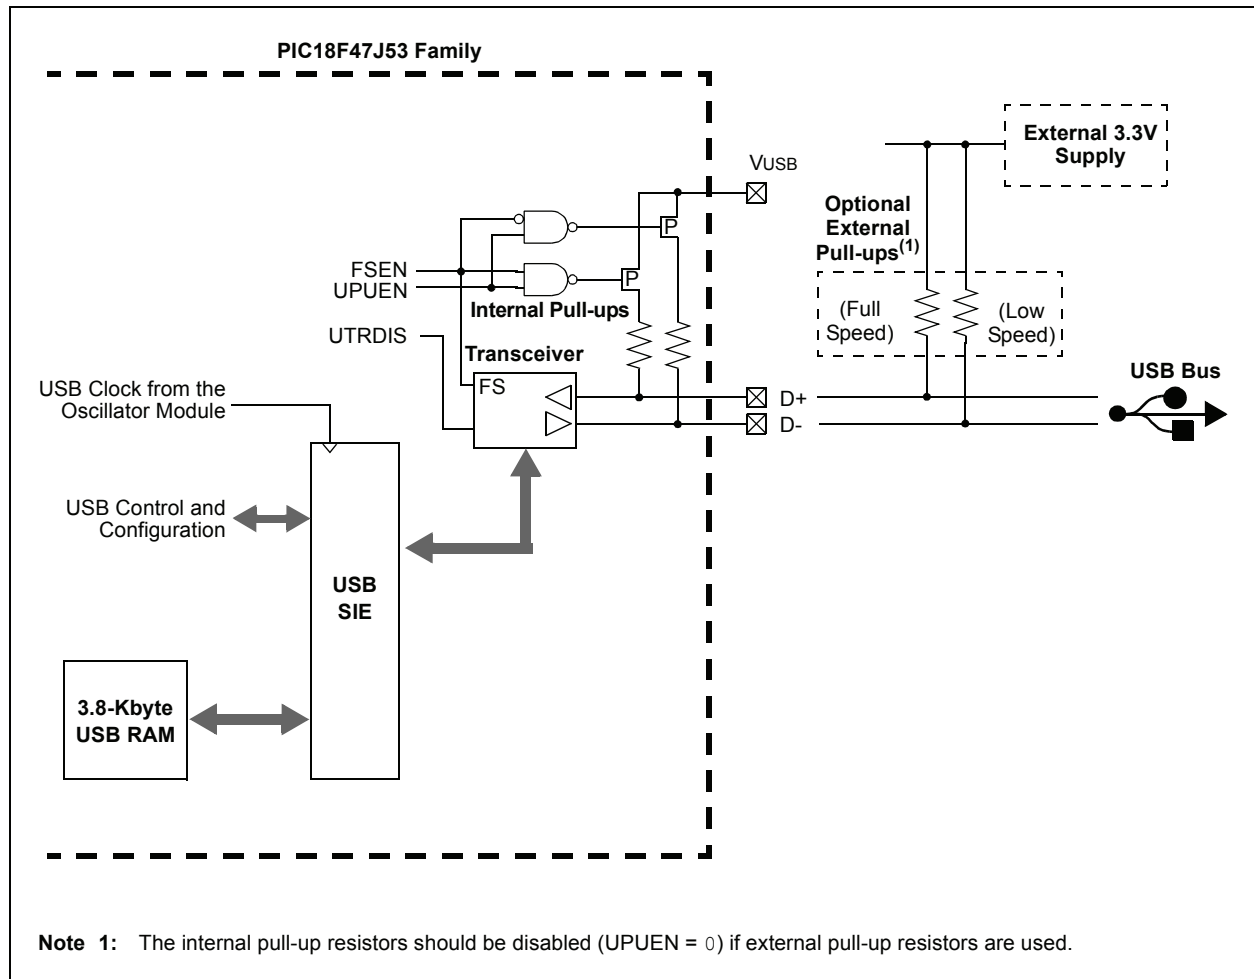 PIC18F47J53 Family
External 3.3V
Supply
VUSB
Optional
External
Pull-ups(1)
P
FSEN
P
UPUEN
Internal Pull-ups
(Full
Speed)
(Low
Speed)
UTRDIS
Transceiver
FS
USB Bus
USB Clock from the
Oscillator Module
D+
D-
USB Control and
Configuration
USB
SIE
3.8-Kbyte
USB RAM
Note 1: The internal pull-up resistors should be disabled (UPUEN = 0) if external pull-up resistors are used.